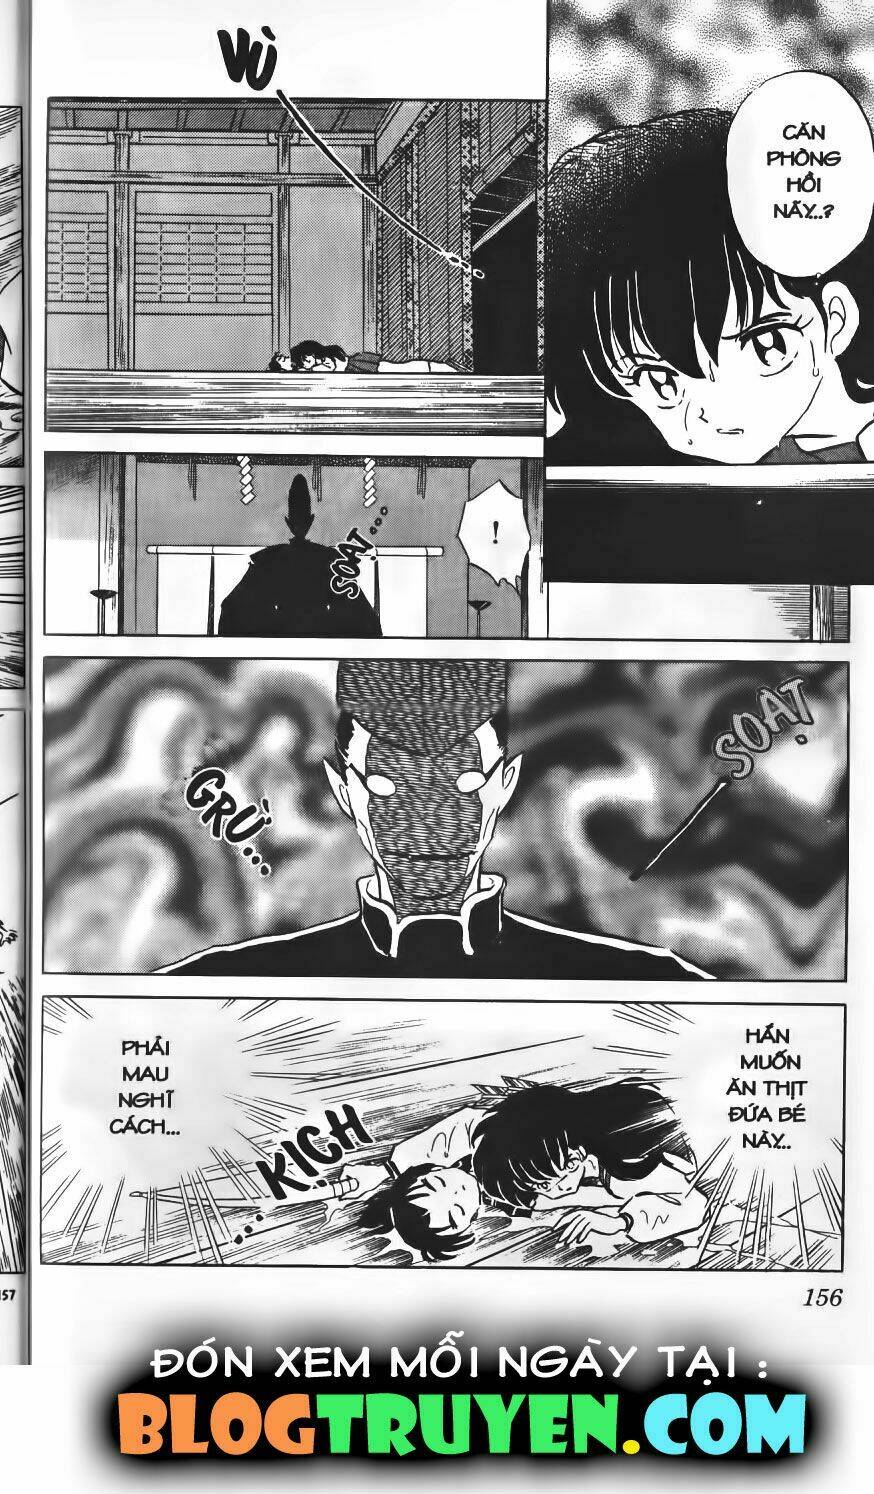 CĂN
PHÒNG
HỒI
NÃY..?
VÙ
!
SOẠT...
SOẠT
GRỪ...
HẮN
MUỐN
ĂN THỊT
ĐỨA BÉ
NÀY...
PHẢI
MAU
NGHĨ
CÁCH...
...KỊCH
156
157
ĐÓN XEM MỖI NGÀY TẠI :
BLOGTRUYEN.COM